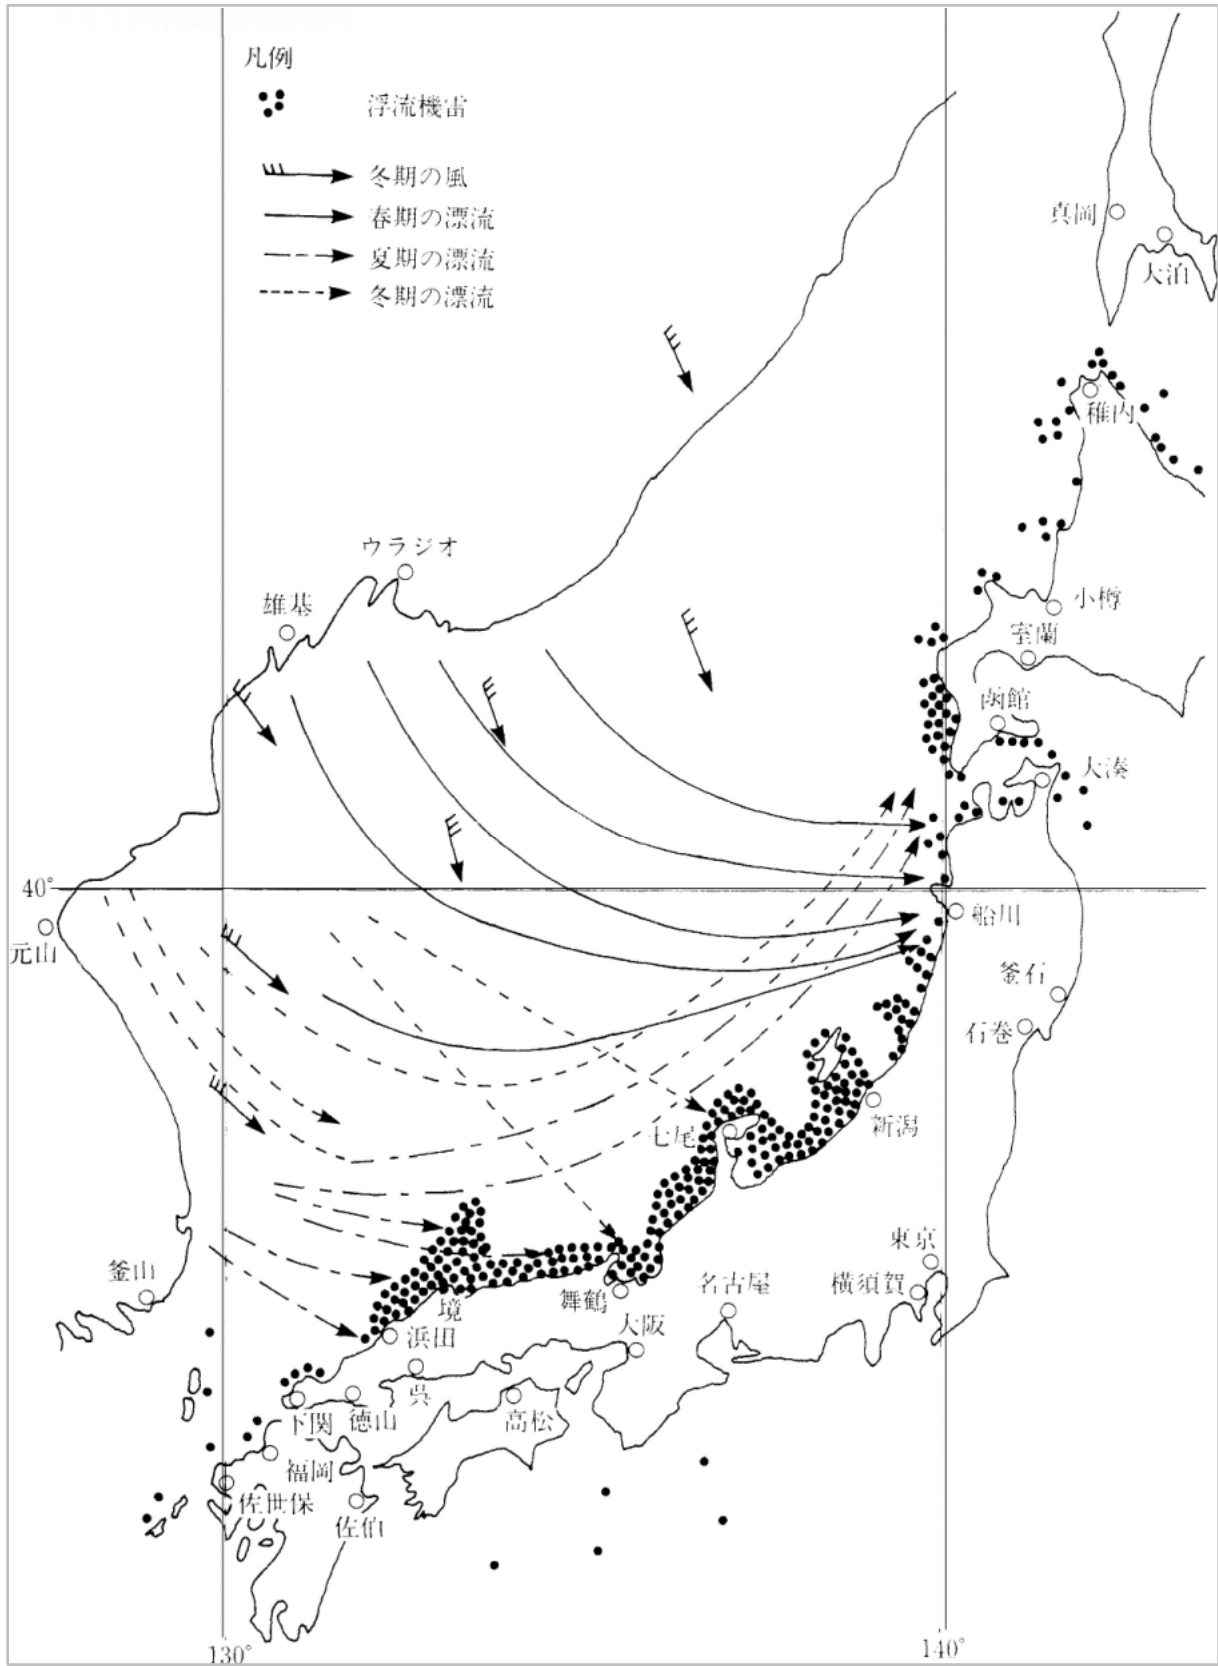 凡例
浮流機雷
冬期の風
春期の漂流
夏期の漂流
冬期の漂流
真岡
大泊
稚内
ウラジオ
雄基
小樽
室蘭
函館
大湊
40°
元山
船川
釜石
石巻
七尾
新潟
釜山
舞鶴
東京
名古屋
横須賀
境
浜田
大阪
呉
下関
徳山
高松
福岡
佐世保
佐伯
130°
140°